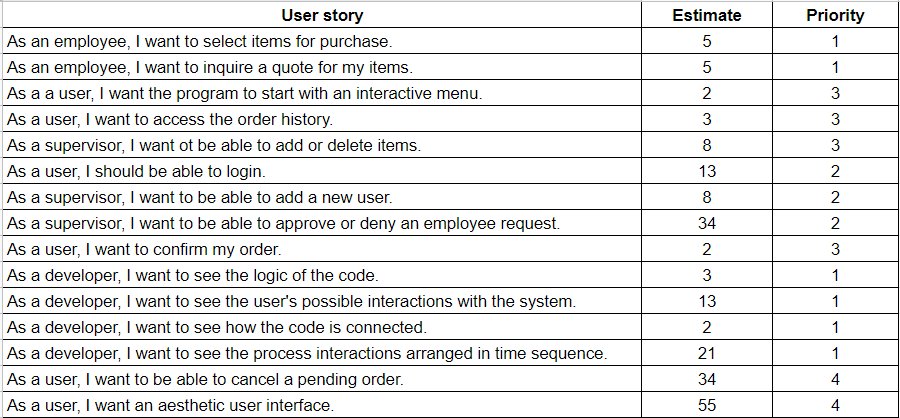 User story Estimate Priority
As an employee, I want to select items for purchase. 5 1
As an employee, I want to inquire a quote for my items. 5 1
As a a user, I want the program to start with an interactive menu. 2 3
As a user, I want to access the order history. 3 3
As a supervisor, I want ot be able to add or delete items. 8 3
As a user, I should be able to login. 13 2
As a supervisor, I want to be able to add a new user. 8 2
As a supervisor, I want to be able to approve or deny an employee request. 34 2
As a user, I want to confirm my order. 2 3
As a developer, I want to see the logic of the code. 3 1
As a developer, I want to see the user's possible interactions with the system. 13 1
As a developer, I want to see how the code is connected. 2 1
As a developer, I want to see the process interactions arranged in time sequence. 21 1
As a user, I want to be able to cancel a pending order. 34 4
As a user, I want an aesthetic user interface. 55 4